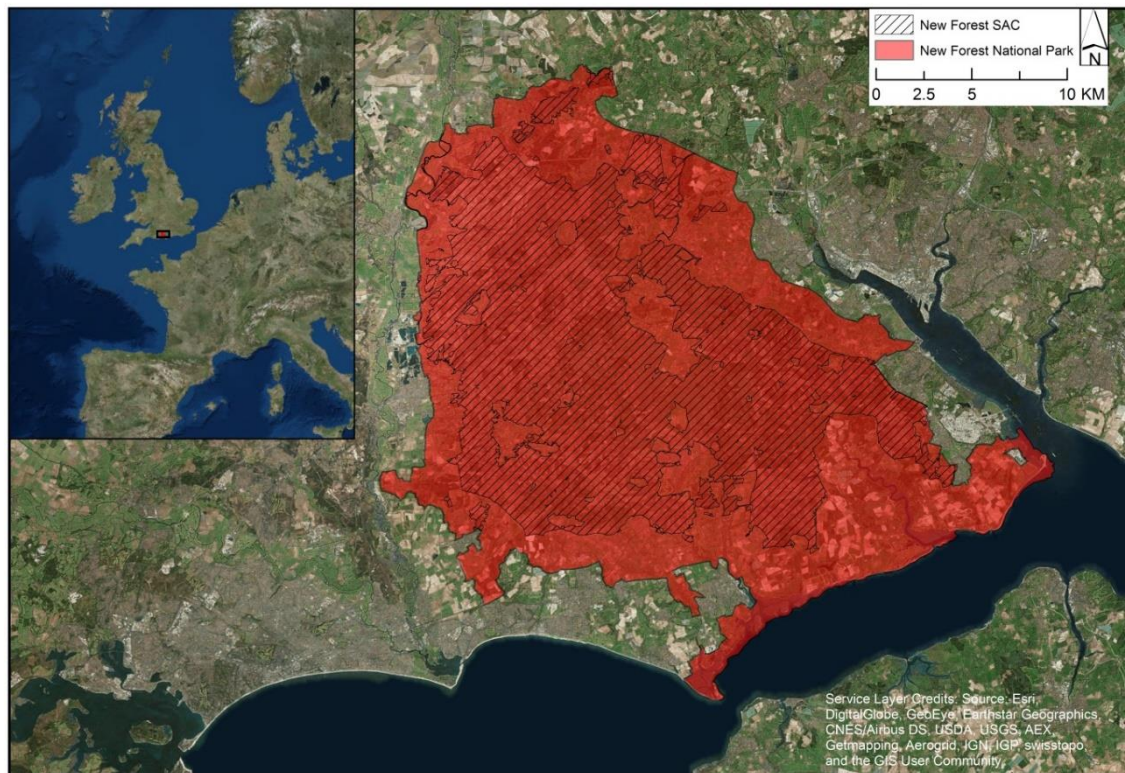 New Forest SAC
New Forest National Park
N
0 2.5 5 10 KM
Service Layer Credits: Source: Esri,
DigitalGlobe, GeoEye, Earthstar Geographics,
CNES/Airbus DS, USDA, USGS, AEX,
Getmapping, Aerogrid, IGN, IGP, swisstopo,
and the GIS User Community